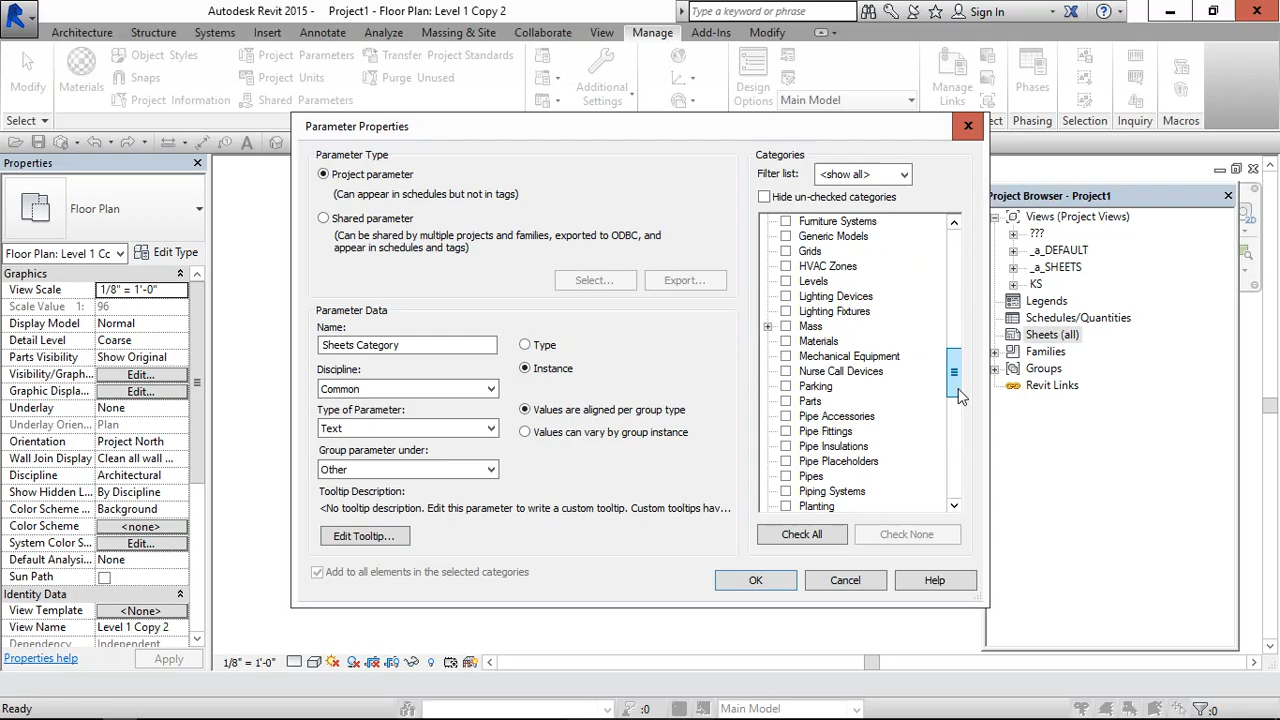 Autodesk Revit 2015 - Project1 - Floor Plan: Level 1 Copy 2
Type a keyword or phrase
Sign In
Architecture Structure Systems Insert Annotate Analyze Massing & Site Collaborate View Manage Add-Ins Modify
Modify
Materials
Object Styles
Snaps
Project Information
Project Parameters
Project Units
Shared Parameters
Transfer Project Standards
Purge Unused
Additional Settings
Design Options
Main Model
Manage Links
Phases
Select
Phasing
Selection
Inquiry
Macros
Properties
Floor Plan
Floor Plan: Level 1 Cc
Edit Type
Graphics
View Scale 1/8" = 1'-0"
Scale Value 1: 96
Display Model Normal
Detail Level Coarse
Parts Visibility Show Original
Visibility/Graph... Edit...
Graphic Displa... Edit...
Underlay None
Orientation Project North
Wall Join Display Clean all wall ...
Discipline Architectural
Show Hidden L... By Discipline
Color Scheme ... Background
Color Scheme <none>
System Color S... Edit...
Default Analysi... None
Sun Path
Identity Data
View Template <None>
View Name Level 1 Copy 2
Dependency Independent
Properties help
Apply
Parameter Properties
Parameter Type
Project parameter
(Can appear in schedules but not in tags)
Shared parameter
(Can be shared by multiple projects and families, exported to ODBC, and
appear in schedules and tags)
Select...
Export...
Parameter Data
Name:
Sheets Category
Type
Discipline:
Instance
Common
Type of Parameter:
Values are aligned per group type
Text
Values can vary by group instance
Group parameter under:
Other
Tooltip Description:
<No tooltip description. Edit this parameter to write a custom tooltip. Custom tooltips hav...
Edit Tooltip...
Add to all elements in the selected categories
Categories
Filter list: <show all>
Hide un-checked categories
Furniture Systems
Generic Models
Grids
HVAC Zones
Levels
Lighting Devices
Lighting Fixtures
Mass
Materials
Mechanical Equipment
Nurse Call Devices
Parking
Parts
Pipe Accessories
Pipe Fittings
Pipe Insulations
Pipe Placeholders
Pipes
Piping Systems
Planting
Check All
Check None
OK
Cancel
Help
Project Browser - Project1
Views (Project Views)
???
_a_DEFAULT
_a_SHEETS
KS
Legends
Schedules/Quantities
Sheets (all)
Families
Groups
Revit Links
1/8" = 1'-0"
Ready
:0
Main Model
:0